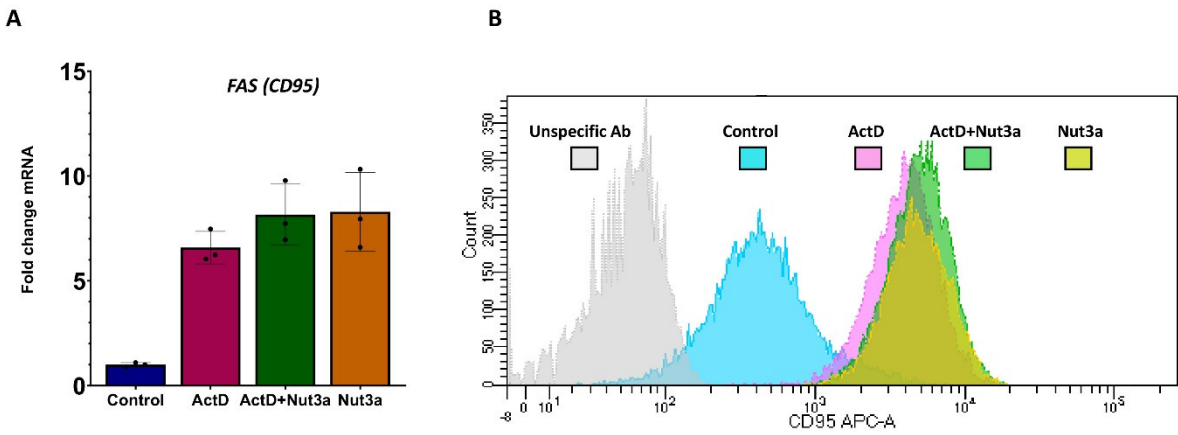 A
FAS (CD95)
Fold change mRNA
15
10
5
0
Control ActD ActD+Nut3a Nut3a
B
Unspecific Ab Control ActD ActD+Nut3a Nut3a
Count
350
300
250
200
150
100
50
0
-8 0 10¹ 10² 10³ 10⁴ 10⁵
CD95 APC-A